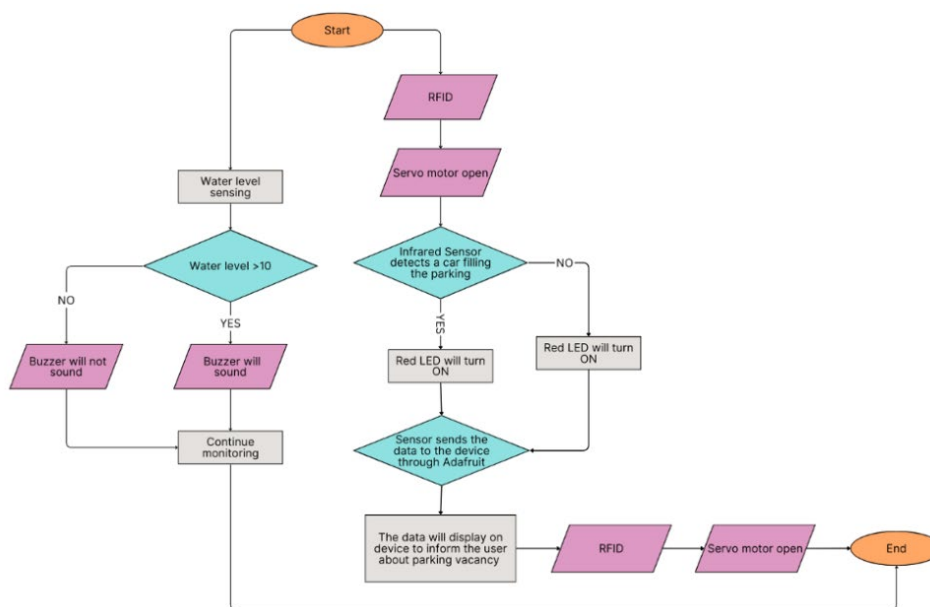 Start
RFID
Servo motor open
Water level
sensing
Water level >10
Infrared Sensor
detects a car filling
the parking
NO
NO
YES
YES
Buzzer will not
sound
Buzzer will
sound
Red LED will turn
ON
Red LED will turn
ON
Continue
monitoring
Sensor sends the
data to the device
through Adafruit
The data will display on
device to inform the user
about parking vacancy
RFID
Servo motor open
End